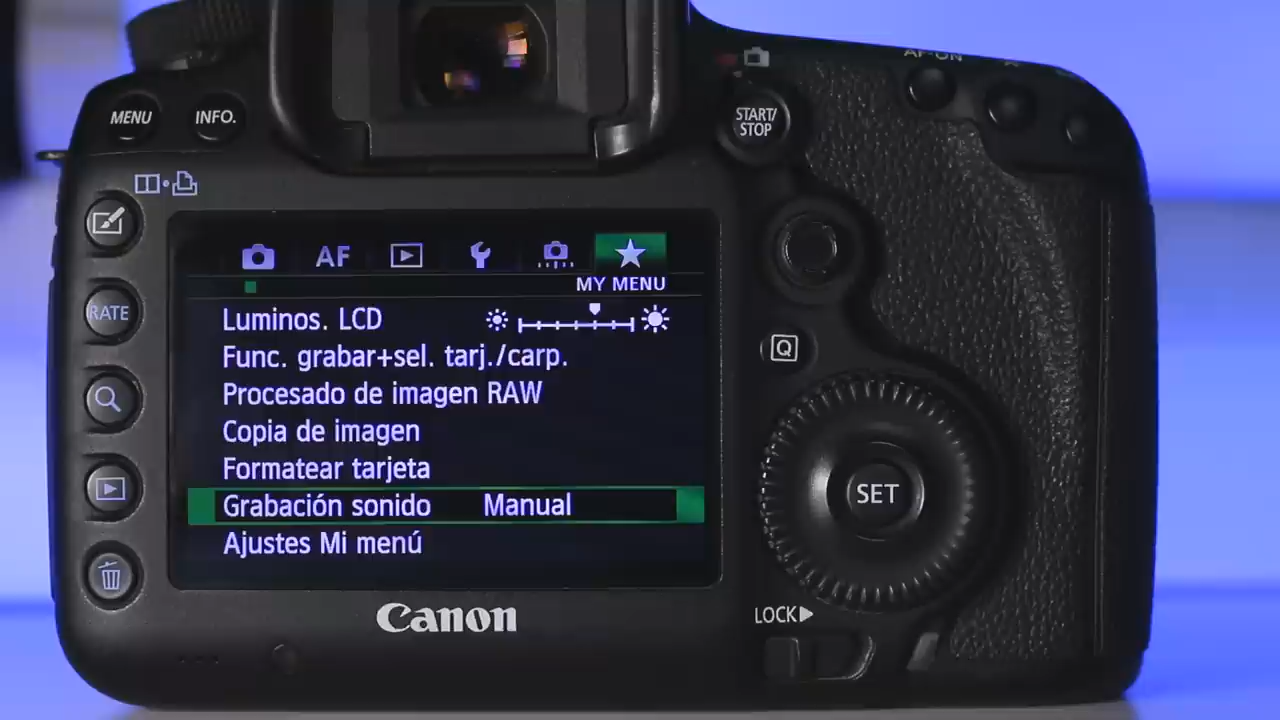 AF-ON
MENU
INFO.
START/
STOP
RATE
AF
MY MENU
Luminos. LCD
Func. grabar+sel. tarj./carp.
Procesado de imagen RAW
Copia de imagen
Formatear tarjeta
Grabación sonido Manual
Ajustes Mi menú
Q
SET
LOCK
Canon